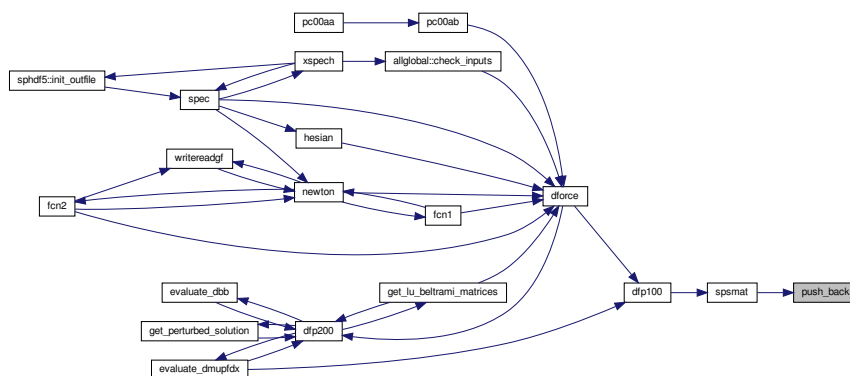 pc00aa
pc00ab
xspech
allglobal::check_inputs
sphdf5::init_outfile
spec
hesian
writereadgf
newton
dforce
fcn2
fcn1
evaluate_dbb
get_lu_beltrami_matrices
dfp100
spsmat
push_back
get_perturbed_solution
dfp200
evaluate_dmupfdx